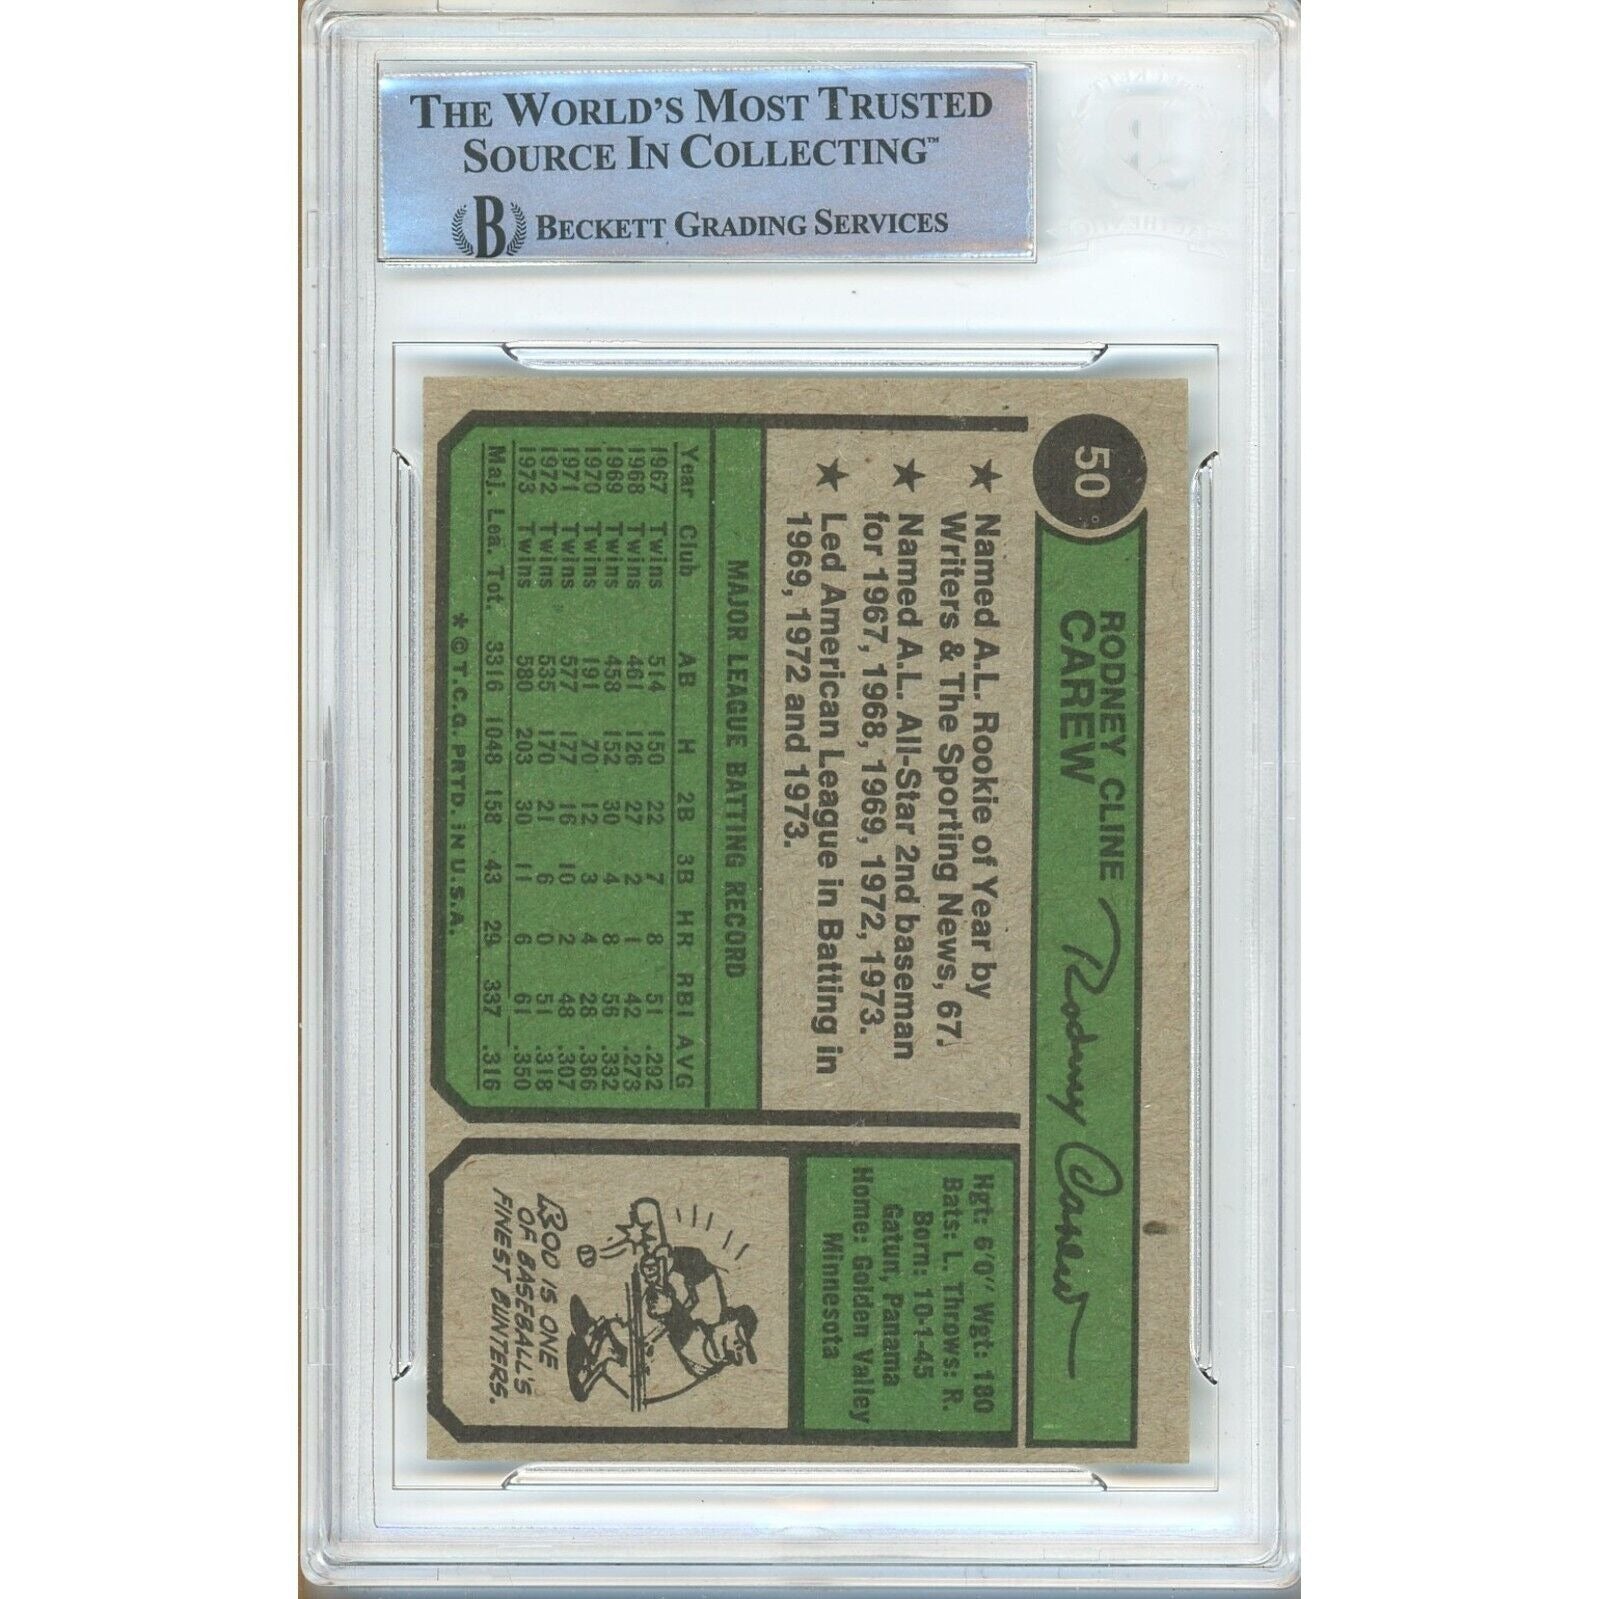 THE WORLD'S MOST TRUSTED
SOURCE IN COLLECTING™
B BECKETT GRADING SERVICES
50
RODNEY CLINE
CAREW
Rodney Carew
★ Named A.L. Rookie of Year by
Writers & The Sporting News, 67.
★ Named A.L. All-Star 2nd baseman
for 1967, 1968, 1969, 1972, 1973.
★ Led American League in Batting in
1969, 1972 and 1973.
Hgt: 6'0" Wgt: 180
Bats: L. Throws: R.
Born: 10-1-45
Gatun, Panama
Home: Golden Valley
Minnesota
MAJOR LEAGUE BATTING RECORD
Year Club AB H 2B 3B HR RBI AVG
1967 Twins 514 150 22 7 8 51 .292
1968 Twins 461 126 27 2 1 42 .273
1969 Twins 458 152 30 4 8 56 .332
1970 Twins 191 70 12 3 4 28 .366
1971 Twins 577 177 16 10 2 48 .307
1972 Twins 535 170 21 6 0 51 .318
1973 Twins 580 203 30 11 6 61 .350
Maj. Lea. Tot. 3316 1048 158 43 29 337 .316
*©T.C.G. PRTD. IN U.S.A.
ROD IS ONE
OF BASEBALL'S
FINEST BUNTERS.